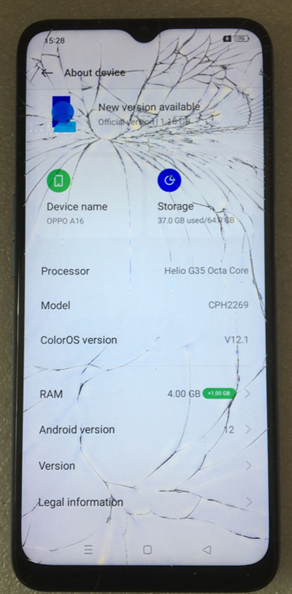 15:28
About device
New version available
Official version | 1.16 GB
Device name
OPPO A16
Storage
37.0 GB used/64.0 GB
Processor
Helio G35 Octa Core
Model
CPH2269
ColorOS version
V12.1
RAM
4.00 GB +1.00 GB
Android version
12
Version
Legal information